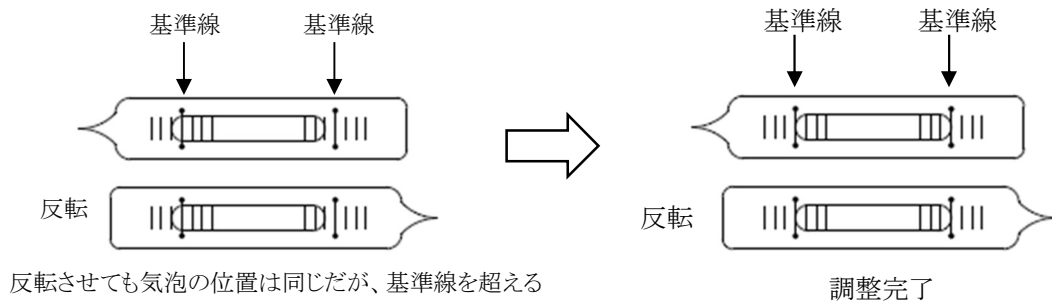 基準線 基準線
基準線 基準線
反転
反転
反転させても気泡の位置は同じだが、基準線を超える
調整完了